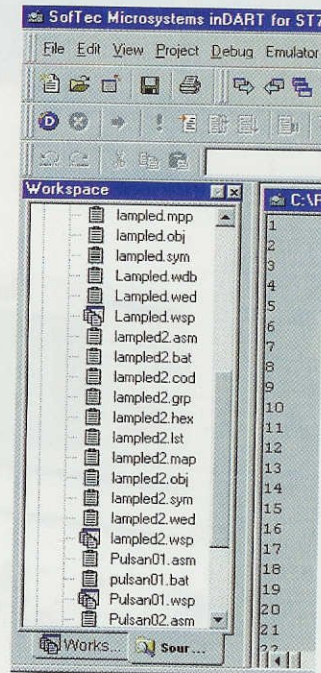 SofTec Microsystems inDART for ST7
File Edit View Project Debug Emulator
Workspace
lampled.mpp
lampled.obj
lampled.sym
Lampled.wdb
Lampled.wed
Lampled.wsp
lampled2.asm
lampled2.bat
lampled2.cod
lampled2.grp
lampled2.hex
lampled2.lst
lampled2.map
lampled2.obj
lampled2.sym
lampled2.wed
lampled2.wsp
Pulsan01.asm
pulsan01.bat
Pulsan01.wsp
Pulsan02.asm
Works... Sour...
C:\P
1
2
3
4
5
6
7
8
9
10
11
12
13
14
15
16
17
18
19
20
21